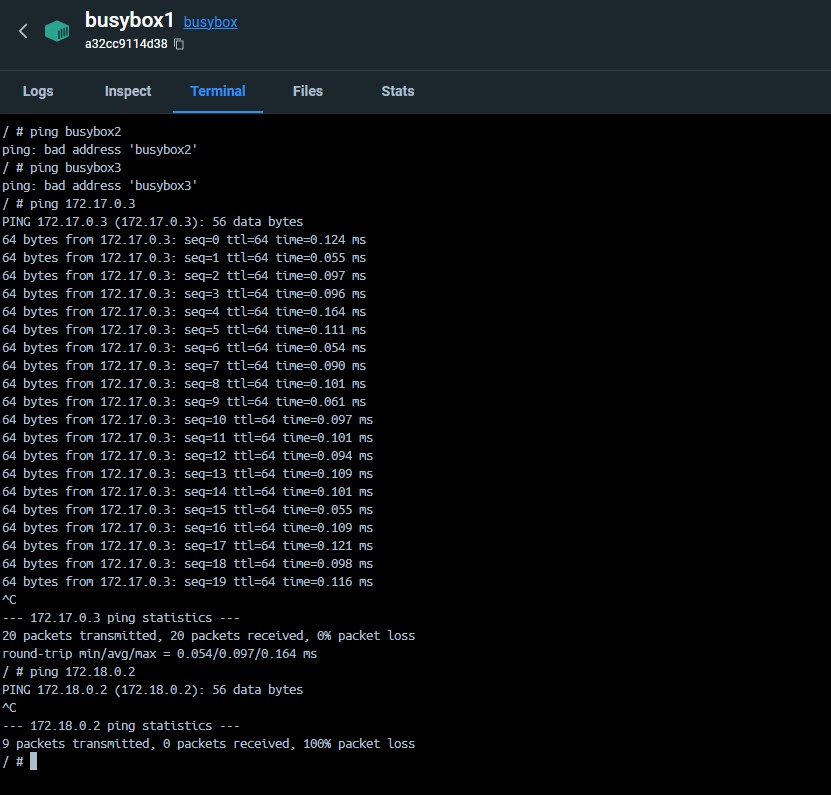 busybox1 busybox
a32cc9114d38
Logs Inspect Terminal Files Stats
/ # ping busybox2
ping: bad address 'busybox2'
/ # ping busybox3
ping: bad address 'busybox3'
/ # ping 172.17.0.3
PING 172.17.0.3 (172.17.0.3): 56 data bytes
64 bytes from 172.17.0.3: seq=0 ttl=64 time=0.124 ms
64 bytes from 172.17.0.3: seq=1 ttl=64 time=0.055 ms
64 bytes from 172.17.0.3: seq=2 ttl=64 time=0.097 ms
64 bytes from 172.17.0.3: seq=3 ttl=64 time=0.096 ms
64 bytes from 172.17.0.3: seq=4 ttl=64 time=0.164 ms
64 bytes from 172.17.0.3: seq=5 ttl=64 time=0.111 ms
64 bytes from 172.17.0.3: seq=6 ttl=64 time=0.054 ms
64 bytes from 172.17.0.3: seq=7 ttl=64 time=0.090 ms
64 bytes from 172.17.0.3: seq=8 ttl=64 time=0.101 ms
64 bytes from 172.17.0.3: seq=9 ttl=64 time=0.061 ms
64 bytes from 172.17.0.3: seq=10 ttl=64 time=0.097 ms
64 bytes from 172.17.0.3: seq=11 ttl=64 time=0.101 ms
64 bytes from 172.17.0.3: seq=12 ttl=64 time=0.094 ms
64 bytes from 172.17.0.3: seq=13 ttl=64 time=0.109 ms
64 bytes from 172.17.0.3: seq=14 ttl=64 time=0.101 ms
64 bytes from 172.17.0.3: seq=15 ttl=64 time=0.055 ms
64 bytes from 172.17.0.3: seq=16 ttl=64 time=0.109 ms
64 bytes from 172.17.0.3: seq=17 ttl=64 time=0.121 ms
64 bytes from 172.17.0.3: seq=18 ttl=64 time=0.098 ms
64 bytes from 172.17.0.3: seq=19 ttl=64 time=0.116 ms
^C
--- 172.17.0.3 ping statistics ---
20 packets transmitted, 20 packets received, 0% packet loss
round-trip min/avg/max = 0.054/0.097/0.164 ms
/ # ping 172.18.0.2
PING 172.18.0.2 (172.18.0.2): 56 data bytes
^C
--- 172.18.0.2 ping statistics ---
9 packets transmitted, 0 packets received, 100% packet loss
/ #